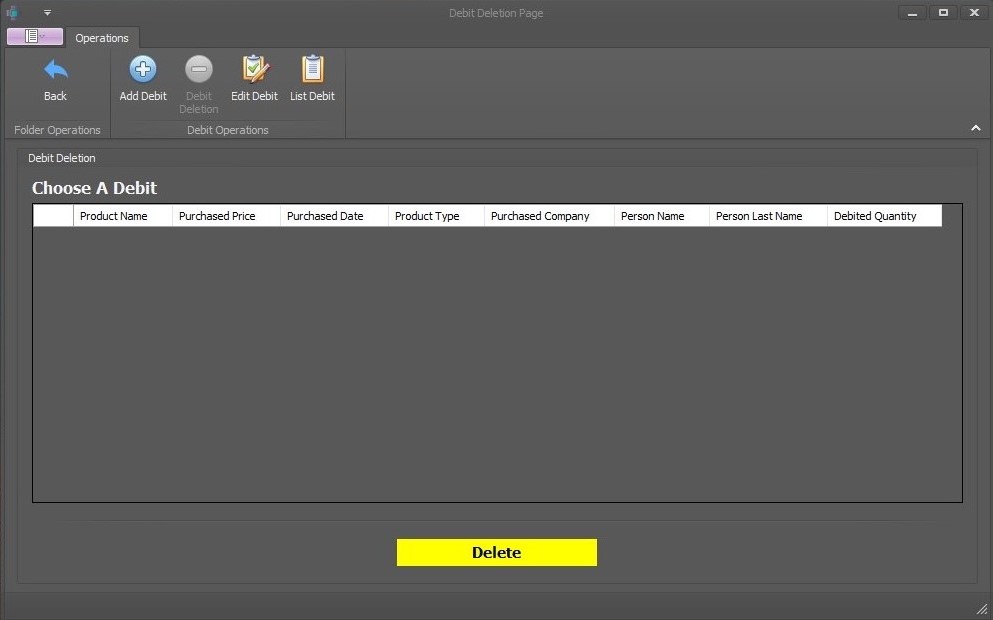 Debit Deletion Page
Operations
Back
Add Debit
Debit
Deletion
Edit Debit
List Debit
Folder Operations
Debit Operations
Debit Deletion
Choose A Debit
Product Name Purchased Price Purchased Date Product Type Purchased Company Person Name Person Last Name Debited Quantity
Delete